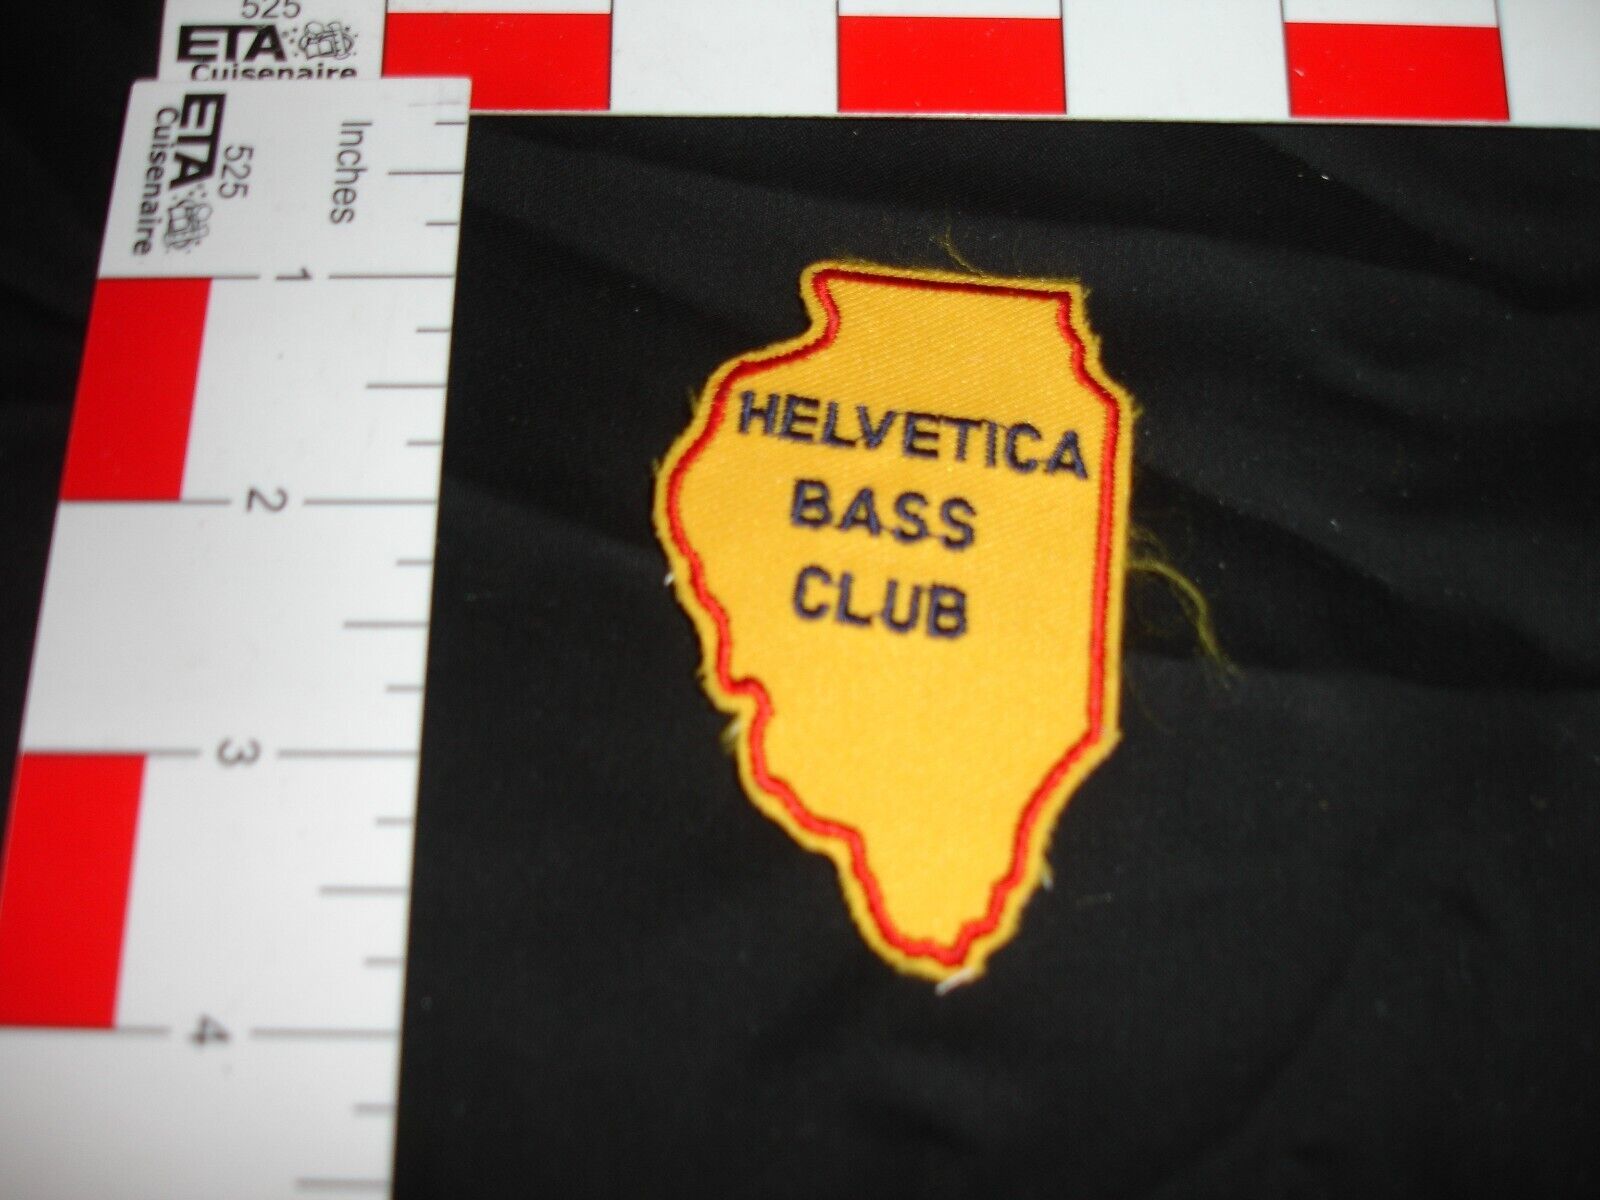 525
ETA
Cuisenaire
ETA
Cuisenaire
525
Inches
1
2
3
4
HELVETICA
BASS
CLUB